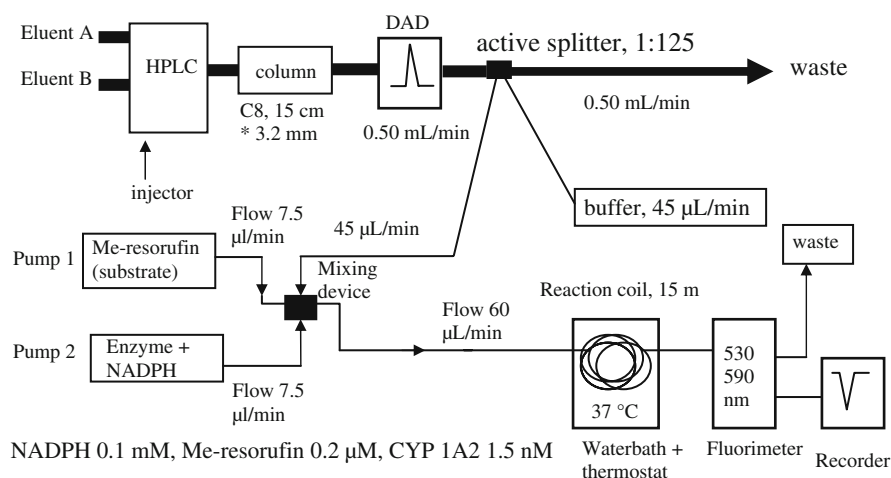 DAD
Eluent A
Eluent B
HPLC
column
C8, 15 cm
* 3.2 mm
0.50 mL/min
active splitter, 1:125
waste
0.50 mL/min
injector
buffer, 45 µL/min
Flow 7.5
µl/min
45 µL/min
Pump 1
Me-resorufin
(substrate)
Mixing
device
waste
Reaction coil, 15 m
Flow 60
µL/min
Pump 2
Enzyme +
NADPH
Flow 7.5
µl/min
37 °C
530
590
nm
NADPH 0.1 mM, Me-resorufin 0.2 µM, CYP 1A2 1.5 nM
Waterbath +
thermostat
Fluorimeter
Recorder